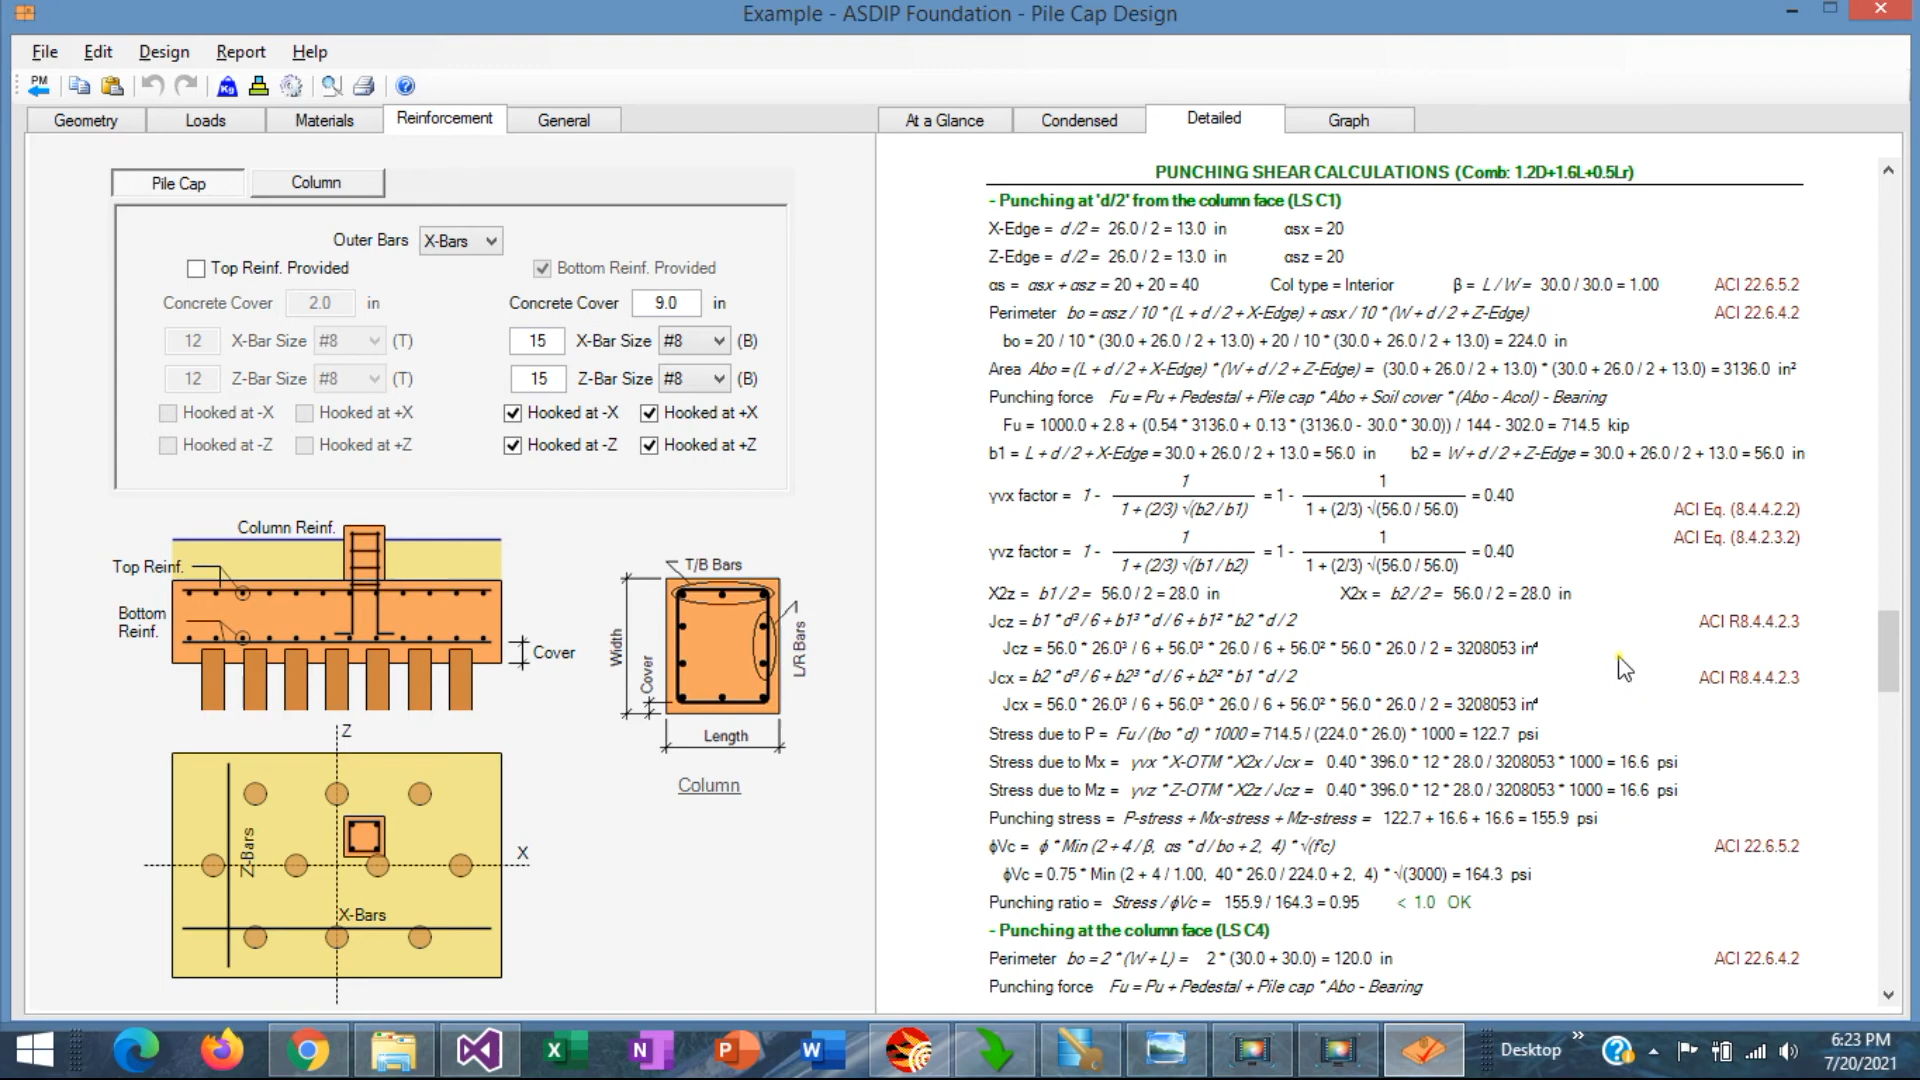 Example - ASDIP Foundation - Pile Cap Design
File Edit Design Report Help
PM
Kg
Geometry Loads Materials Reinforcement General
At a Glance Condensed Detailed Graph
Pile Cap Column
Outer Bars X-Bars
Top Reinf. Provided Bottom Reinf. Provided
Concrete Cover 2.0 in Concrete Cover 9.0 in
12 X-Bar Size #8 (T) 15 X-Bar Size #8 (B)
12 Z-Bar Size #8 (T) 15 Z-Bar Size #8 (B)
Hooked at -X Hooked at +X Hooked at -X Hooked at +X
Hooked at -Z Hooked at +Z Hooked at -Z Hooked at +Z
Column Reinf.
Top Reinf.
Bottom
Reinf.
Cover
T/B Bars
Width
Cover
L/R Bars
Length
Column
Z
X
Z-Bars
X-Bars
PUNCHING SHEAR CALCULATIONS (Comb: 1.2D+1.6L+0.5Lr)
- Punching at 'd/2' from the column face (LS C1)
X-Edge = d/2 = 26.0 / 2 = 13.0 in αsx = 20
Z-Edge = d/2 = 26.0 / 2 = 13.0 in αsz = 20
αs = αsx + αsz = 20 + 20 = 40 Col type = Interior β = L / W = 30.0 / 30.0 = 1.00 ACI 22.6.5.2
Perimeter bo = αsz / 10 * (L + d / 2 + X-Edge) + αsx / 10 * (W + d / 2 + Z-Edge) ACI 22.6.4.2
bo = 20 / 10 * (30.0 + 26.0 / 2 + 13.0) + 20 / 10 * (30.0 + 26.0 / 2 + 13.0) = 224.0 in
Area Abo = (L + d / 2 + X-Edge) * (W + d / 2 + Z-Edge) = (30.0 + 26.0 / 2 + 13.0) * (30.0 + 26.0 / 2 + 13.0) = 3136.0 in²
Punching force Fu = Pu + Pedestal + Pile cap * Abo + Soil cover * (Abo - Acol) - Bearing
Fu = 1000.0 + 2.8 + (0.54 * 3136.0 + 0.13 * (3136.0 - 30.0 * 30.0)) / 144 - 302.0 = 714.5 kip
b1 = L + d / 2 + X-Edge = 30.0 + 26.0 / 2 + 13.0 = 56.0 in b2 = W + d / 2 + Z-Edge = 30.0 + 26.0 / 2 + 13.0 = 56.0 in
γvx factor = 1 - 1 / 1 + (2/3) √(b2 / b1) = 1 - 1 / 1 + (2/3) √(56.0 / 56.0) = 0.40 ACI Eq. (8.4.4.2.2)
γvz factor = 1 - 1 / 1 + (2/3) √(b1 / b2) = 1 - 1 / 1 + (2/3) √(56.0 / 56.0) = 0.40 ACI Eq. (8.4.2.3.2)
X2z = b1 / 2 = 56.0 / 2 = 28.0 in X2x = b2 / 2 = 56.0 / 2 = 28.0 in
Jcz = b1 * d³ / 6 + b1³ * d / 6 + b1² * b2 * d / 2 ACI R8.4.4.2.3
Jcz = 56.0 * 26.0³ / 6 + 56.0³ * 26.0 / 6 + 56.0² * 56.0 * 26.0 / 2 = 3208053 in⁴
Jcx = b2 * d³ / 6 + b2³ * d / 6 + b2² * b1 * d / 2 ACI R8.4.4.2.3
Jcx = 56.0 * 26.0³ / 6 + 56.0³ * 26.0 / 6 + 56.0² * 56.0 * 26.0 / 2 = 3208053 in⁴
Stress due to P = Fu / (bo * d) * 1000 = 714.5 / (224.0 * 26.0) * 1000 = 122.7 psi
Stress due to Mx = γvx * X-OTM * X2x / Jcx = 0.40 * 396.0 * 12 * 28.0 / 3208053 * 1000 = 16.6 psi
Stress due to Mz = γvz * Z-OTM * X2z / Jcz = 0.40 * 396.0 * 12 * 28.0 / 3208053 * 1000 = 16.6 psi
Punching stress = P-stress + Mx-stress + Mz-stress = 122.7 + 16.6 + 16.6 = 155.9 psi
ϕVc = ϕ * Min (2 + 4 / β, αs * d / bo + 2, 4) * √(f'c) ACI 22.6.5.2
ϕVc = 0.75 * Min (2 + 4 / 1.00, 40 * 26.0 / 224.0 + 2, 4) * √(3000) = 164.3 psi
Punching ratio = Stress / ϕVc = 155.9 / 164.3 = 0.95 < 1.0 OK
- Punching at the column face (LS C4)
Perimeter bo = 2 * (W + L) = 2 * (30.0 + 30.0) = 120.0 in ACI 22.6.4.2
Punching force Fu = Pu + Pedestal + Pile cap * Abo - Bearing
Desktop
6:23 PM
7/20/2021